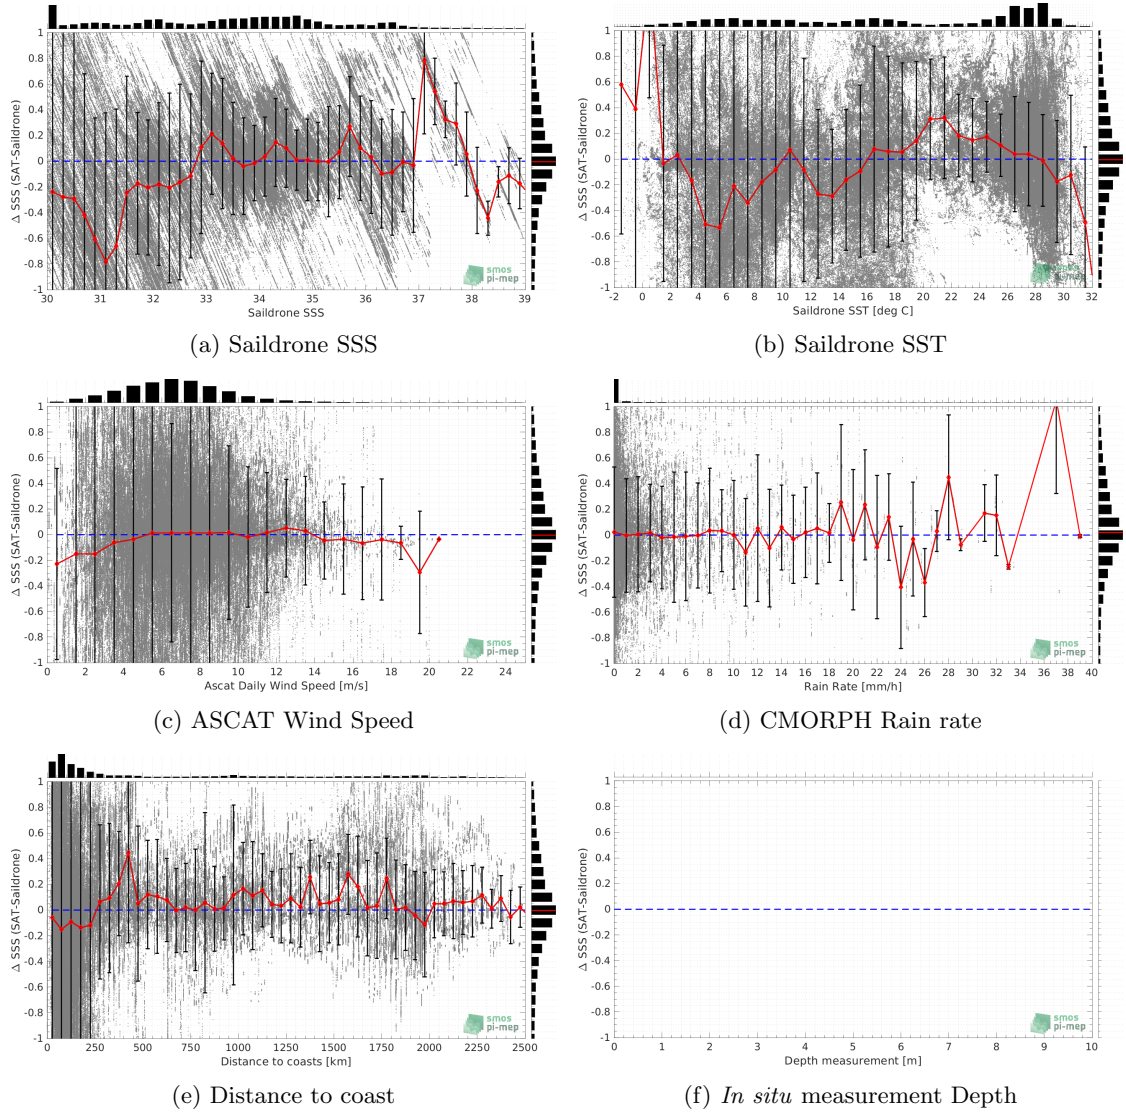 Δ SSS (SAT-Saildrone)
1
0.8
0.6
0.4
0.2
0
-0.2
-0.4
-0.6
-0.8
-1
30 31 32 33 34 35 36 37 38 39
Saildrone SSS
smos
pi-mep
(a) Saildrone SSS
Δ SSS (SAT-Saildrone)
1
0.8
0.6
0.4
0.2
0
-0.2
-0.4
-0.6
-0.8
-1
-2 0 2 4 6 8 10 12 14 16 18 20 22 24 26 28 30 32
Saildrone SST [deg C]
smos
pi-mep
(b) Saildrone SST
Δ SSS (SAT-Saildrone)
1
0.8
0.6
0.4
0.2
0
-0.2
-0.4
-0.6
-0.8
-1
0 2 4 6 8 10 12 14 16 18 20 22 24
Ascat Daily Wind Speed [m/s]
smos
pi-mep
(c) ASCAT Wind Speed
Δ SSS (SAT-Saildrone)
1
0.8
0.6
0.4
0.2
0
-0.2
-0.4
-0.6
-0.8
-1
0 2 4 6 8 10 12 14 16 18 20 22 24 26 28 30 32 34 36 38 40
Rain Rate [mm/h]
smos
pi-mep
(d) CMORPH Rain rate
Δ SSS (SAT-Saildrone)
1
0.8
0.6
0.4
0.2
0
-0.2
-0.4
-0.6
-0.8
-1
0 250 500 750 1000 1250 1500 1750 2000 2250 2500
Distance to coasts [km]
smos
pi-mep
(e) Distance to coast
Δ SSS (SAT-Saildrone)
1
0.8
0.6
0.4
0.2
0
-0.2
-0.4
-0.6
-0.8
-1
0 1 2 3 4 5 6 7 8 9 10
Depth measurement [m]
smos
pi-mep
(f) In situ measurement Depth